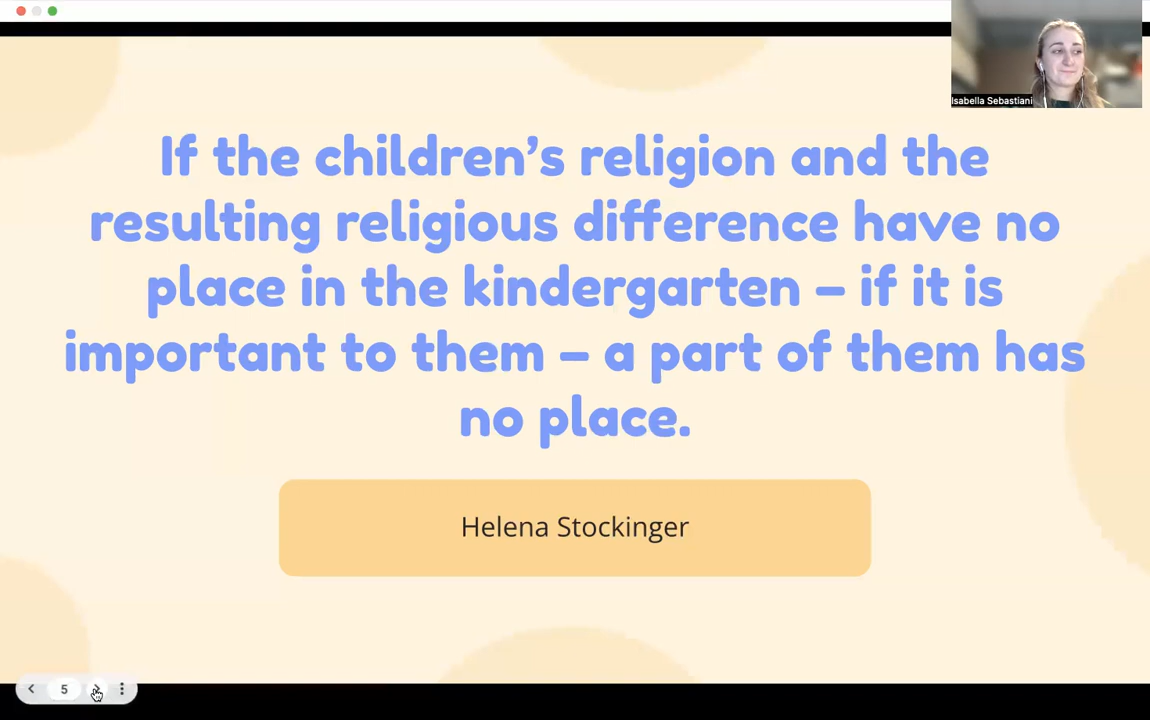 Isabella Sebastiani
If the children’s religion and the
resulting religious difference have no
place in the kindergarten – if it is
important to them – a part of them has
no place.
Helena Stockinger
5